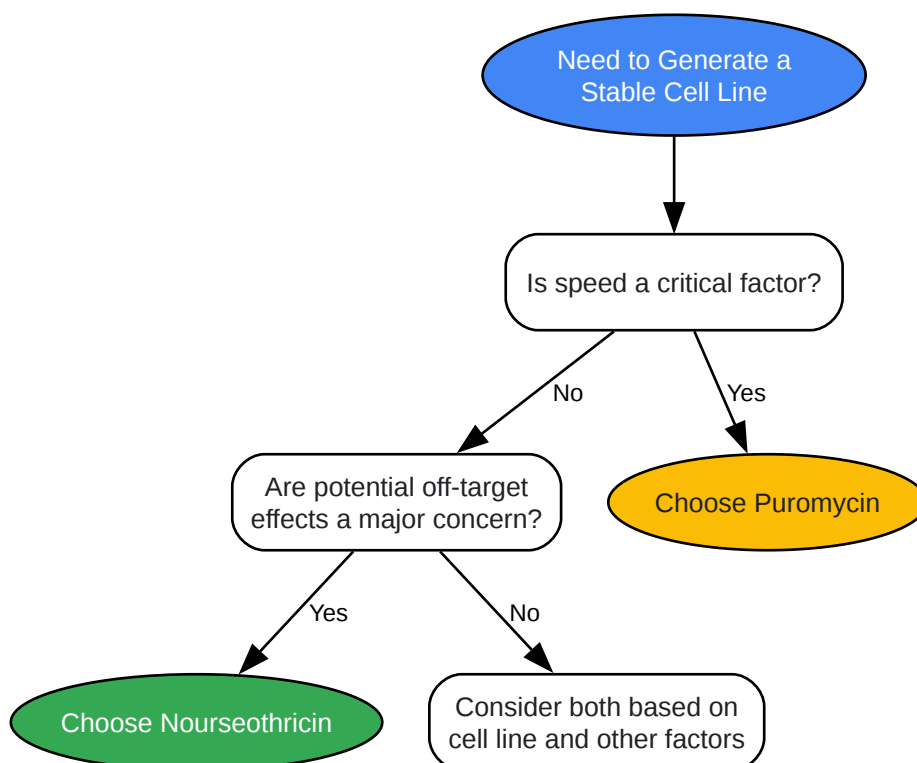 Need to Generate a
Stable Cell Line
Is speed a critical factor?
No
Yes
Are potential off-target
effects a major concern?
Choose Puromycin
Yes
No
Choose Nourseothricin
Consider both based on
cell line and other factors